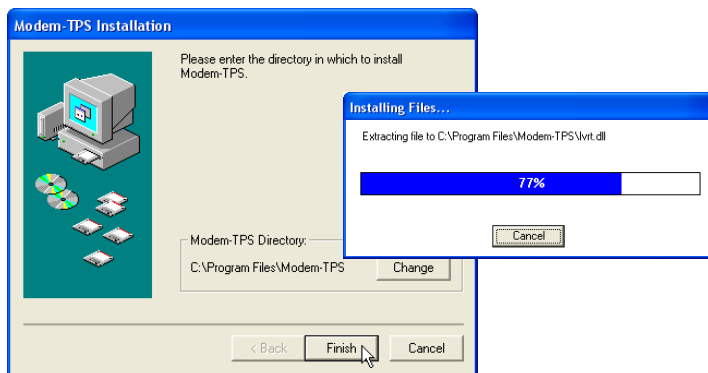 Modem-TPS Installation
Please enter the directory in which to install
Modem-TPS.
Installing Files...
Extracting file to C:\Program Files\Modem-TPS\lvrt.dll
77%
Cancel
Modem-TPS Directory:
C:\Program Files\Modem-TPS
Change
< Back
Finish
Cancel